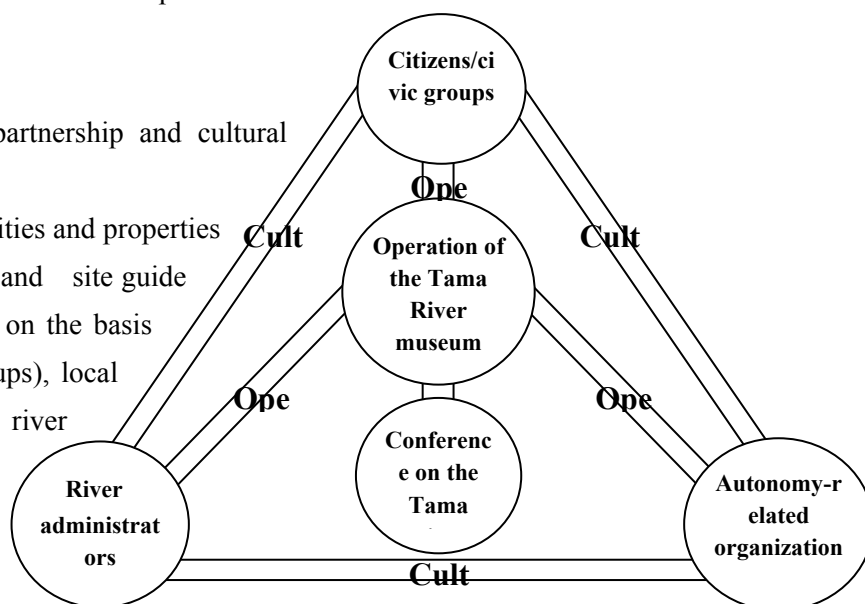 partnership and cultural
ities and properties
and site guide
on the basis
ups), local
river
Citizens/ci
vic groups
Ope
Cult
Cult
Operation of
the Tama
River
museum
Ope
Ope
Conferenc
e on the
Tama
River
administrat
ors
Autonomy-r
elated
organization
Cult